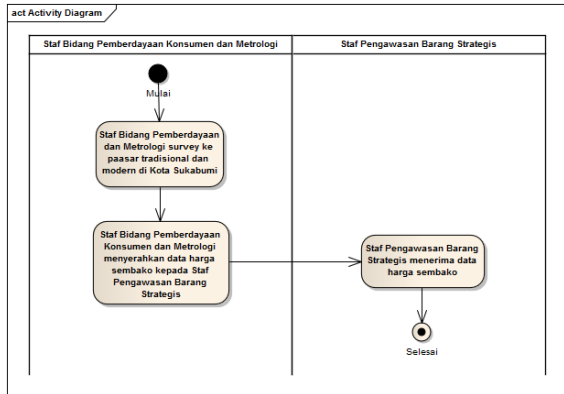 act Activity Diagram
Staf Bidang Pemberdayaan Konsumen dan Metrologi
Staf Pengawasan Barang Strategis
Mulai
Staf Bidang Pemberdayaan
dan Metrologi survey ke
paasar tradisional dan
modern di Kota Sukabumi
Staf Bidang Pemberdayaan
Konsumen dan Metrologi
menyerahkan data harga
sembako kepada Staf
Pengawasan Barang
Strategis
Staf Pengawasan Barang
Strategis menerima data
harga sembako
Selesai